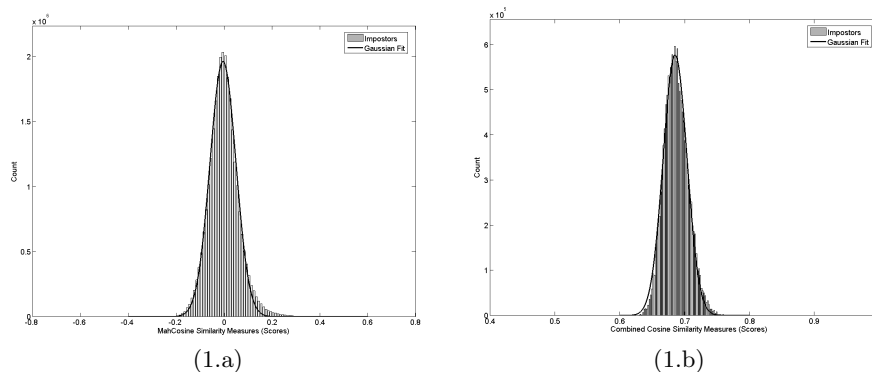 x 10
2
1.5
1
0.5
0
Count
-0.8
-0.6
-0.4
-0.2
0
0.2
0.4
0.6
0.8
MahCosine Similarity Measures (Scores)
Impostors
Gaussian Fit
(1.a)
x 10⁵
6
5
4
3
2
1
0
Count
0.4
0.5
0.6
0.7
0.8
0.9
Combined Cosine Similarity Measures (Scores)
Impostors
Gaussian Fit
(1.b)